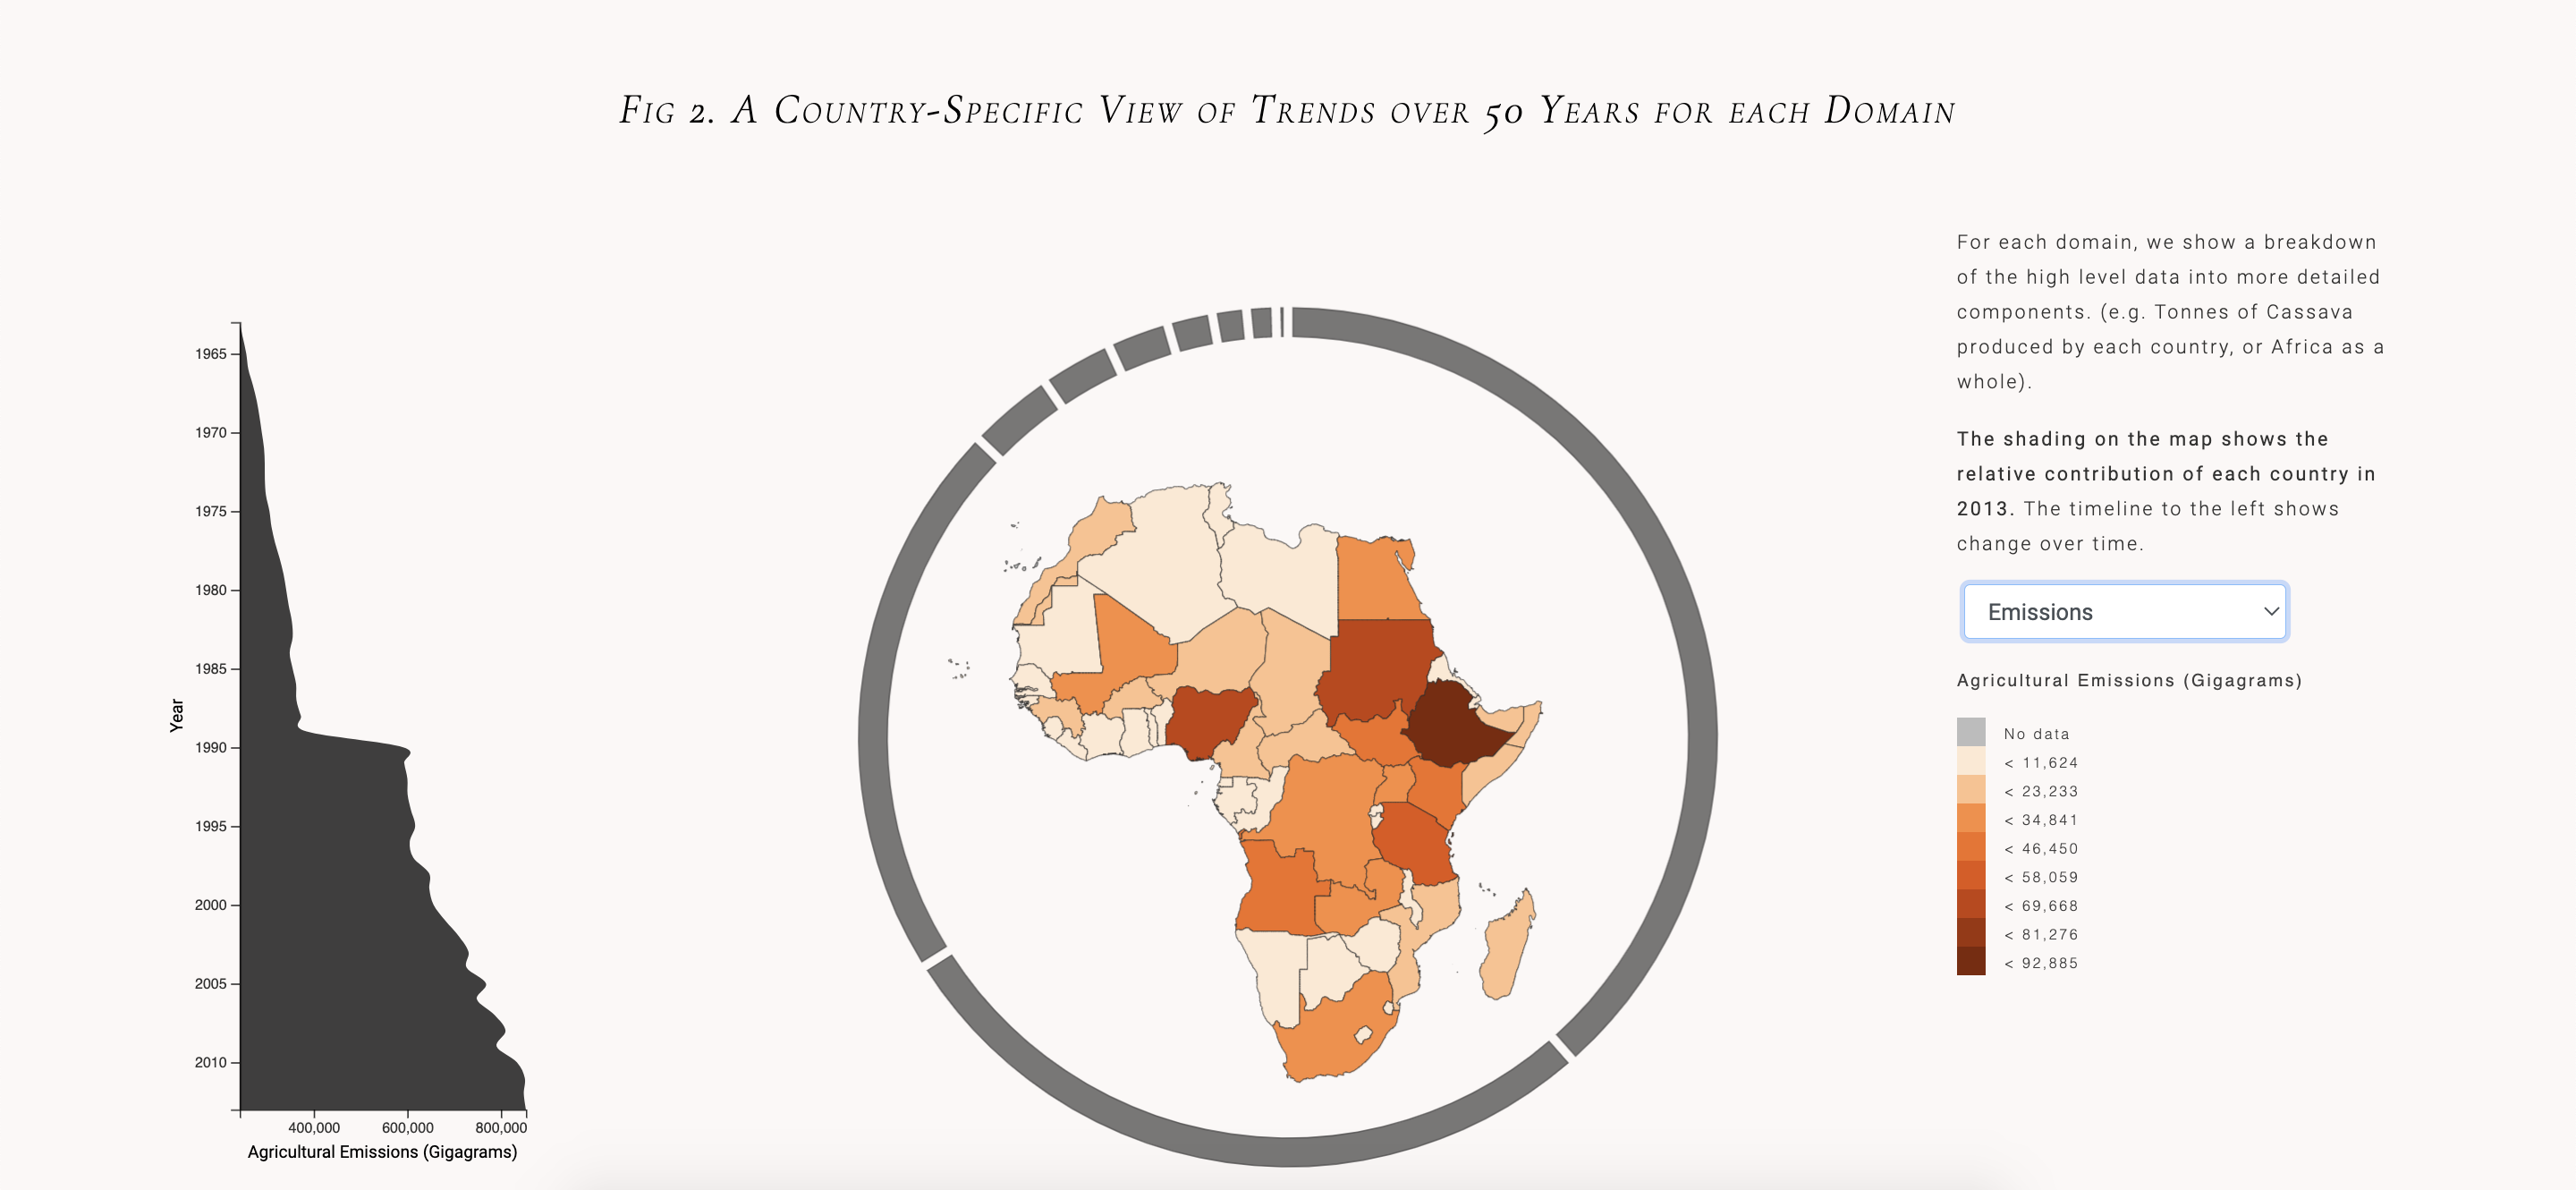 Fig 2. A Country-Specific View of Trends over 50 Years for each Domain
1965
1970
1975
1980
1985
1990
1995
2000
2005
2010
Year
400,000
600,000
800,000
Agricultural Emissions (Gigagrams)
For each domain, we show a breakdown
of the high level data into more detailed
components. (e.g. Tonnes of Cassava
produced by each country, or Africa as a
whole).
The shading on the map shows the
relative contribution of each country in
2013. The timeline to the left shows
change over time.
Emissions
Agricultural Emissions (Gigagrams)
No data
< 11,624
< 23,233
< 34,841
< 46,450
< 58,059
< 69,668
< 81,276
< 92,885